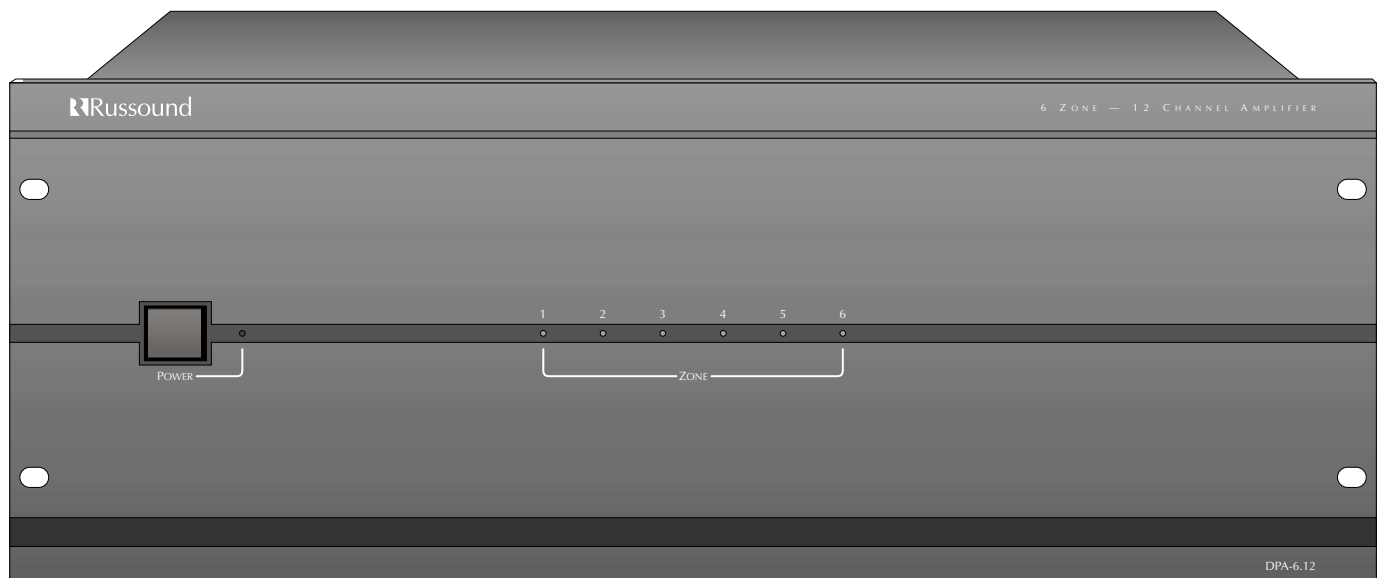 Russound
6 ZONE — 12 CHANNEL AMPLIFIER
1 2 3 4 5 6
POWER
ZONE
DPA-6.12